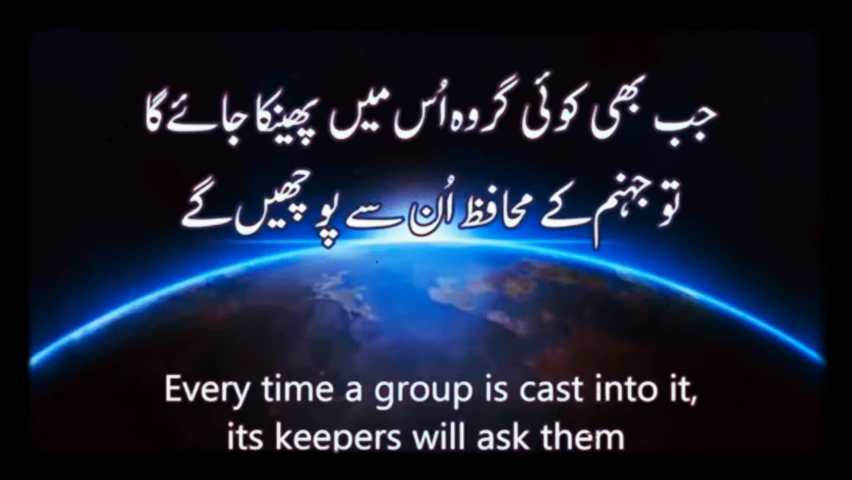 جب بھی کوئی گروہ اُس میں پھینکا جائے گا
تو جہنم کے محافظ اُن سے پوچھیں گے
Every time a group is cast into it,
its keepers will ask them